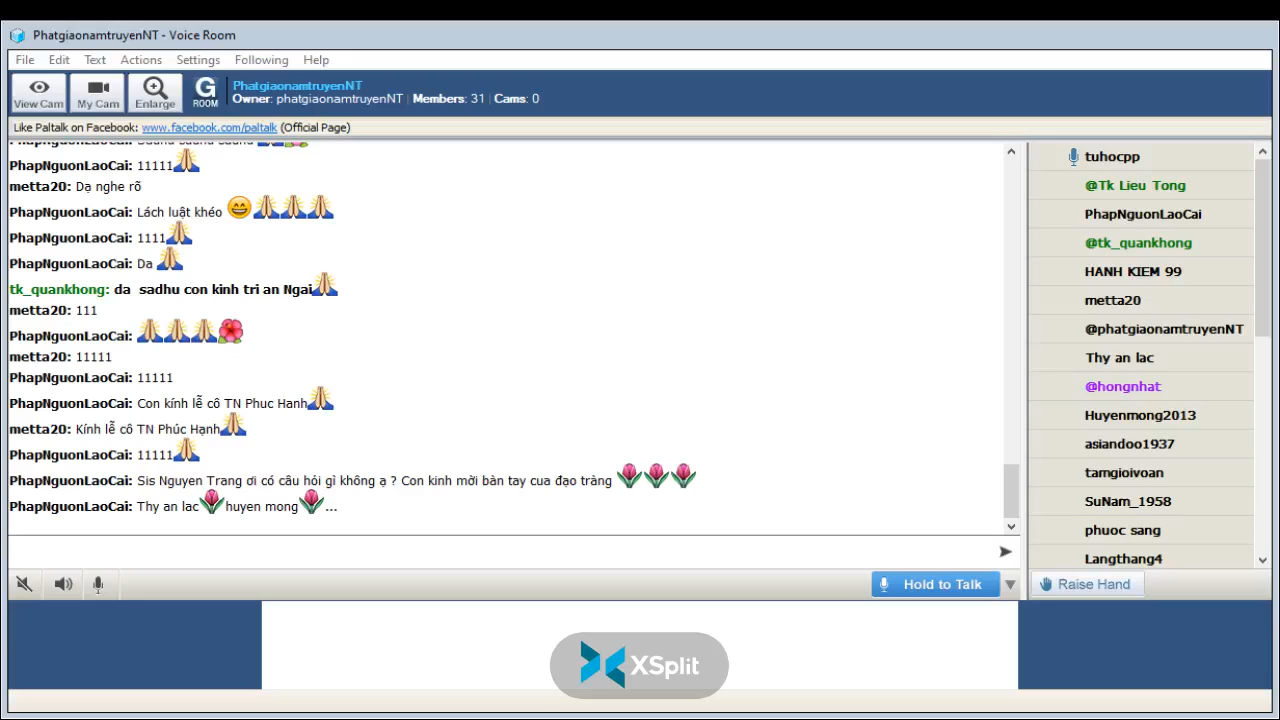 PhatgiaonamtruyenNT - Voice Room
File Edit Text Actions Settings Following Help
View Cam My Cam Enlarge G ROOM
PhatgiaonamtruyenNT
Owner: phatgiaonamtruyenNT | Members: 31 | Cams: 0
Like Paltalk on Facebook: www.facebook.com/paltalk (Official Page)
PhapNguonLaoCai: 11111
metta20: Dạ nghe rõ
PhapNguonLaoCai: Lách luật khéo
PhapNguonLaoCai: 1111
PhapNguonLaoCai: Da
tk_quankhong: da sadhu con kinh tri an Ngai
metta20: 111
PhapNguonLaoCai:
metta20: 11111
PhapNguonLaoCai: 11111
PhapNguonLaoCai: Con kính lễ cô TN Phuc Hanh
metta20: Kính lễ cô TN Phúc Hạnh
PhapNguonLaoCai: 11111
PhapNguonLaoCai: Sis Nguyen Trang ơi có câu hỏi gì không ạ ? Con kinh mời bàn tay cua đạo tràng
PhapNguonLaoCai: Thy an lac huyen mong ...
tuhocpp
@Tk Lieu Tong
PhapNguonLaoCai
@tk_quankhong
HANH KIEM 99
metta20
@phatgiaonamtruyenNT
Thy an lac
@hongnhat
Huyenmong2013
asiandoo1937
tamgioivoan
SuNam_1958
phuoc sang
Langthang4
Hold to Talk
Raise Hand
XSplit